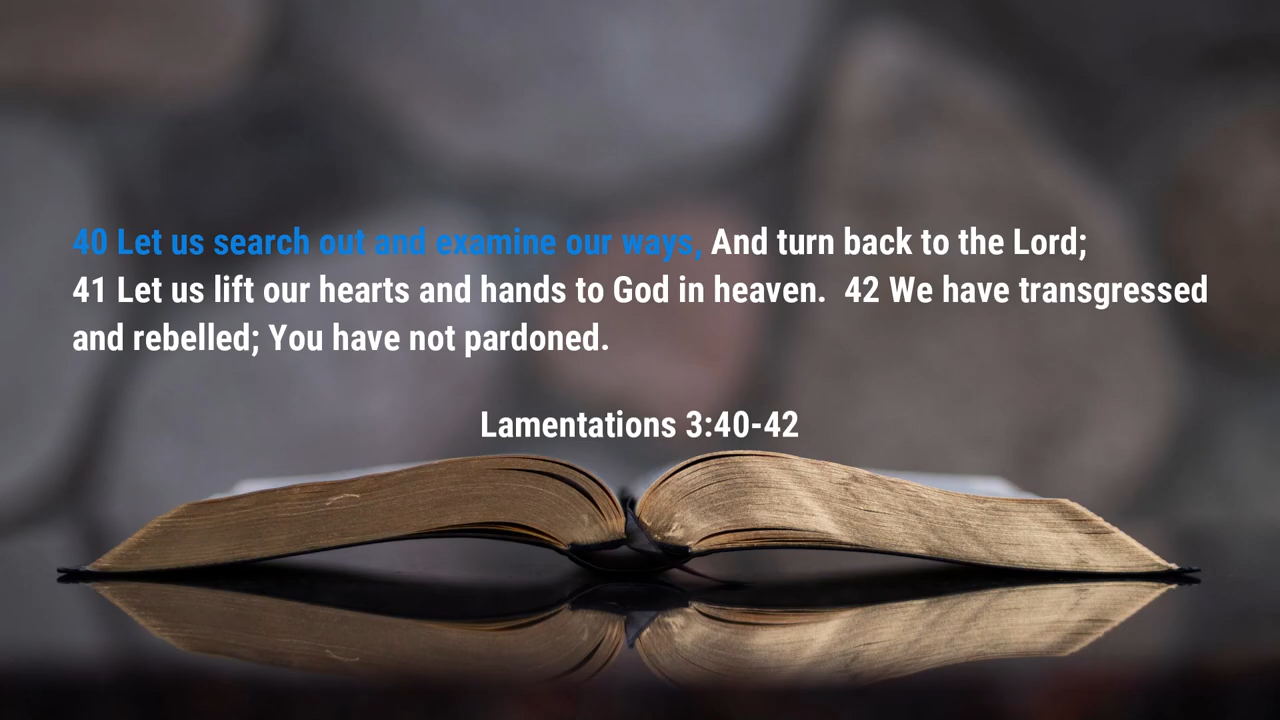 40 Let us search out and examine our ways, And turn back to the Lord;
41 Let us lift our hearts and hands to God in heaven.  42 We have transgressed
and rebelled; You have not pardoned.
Lamentations 3:40-42